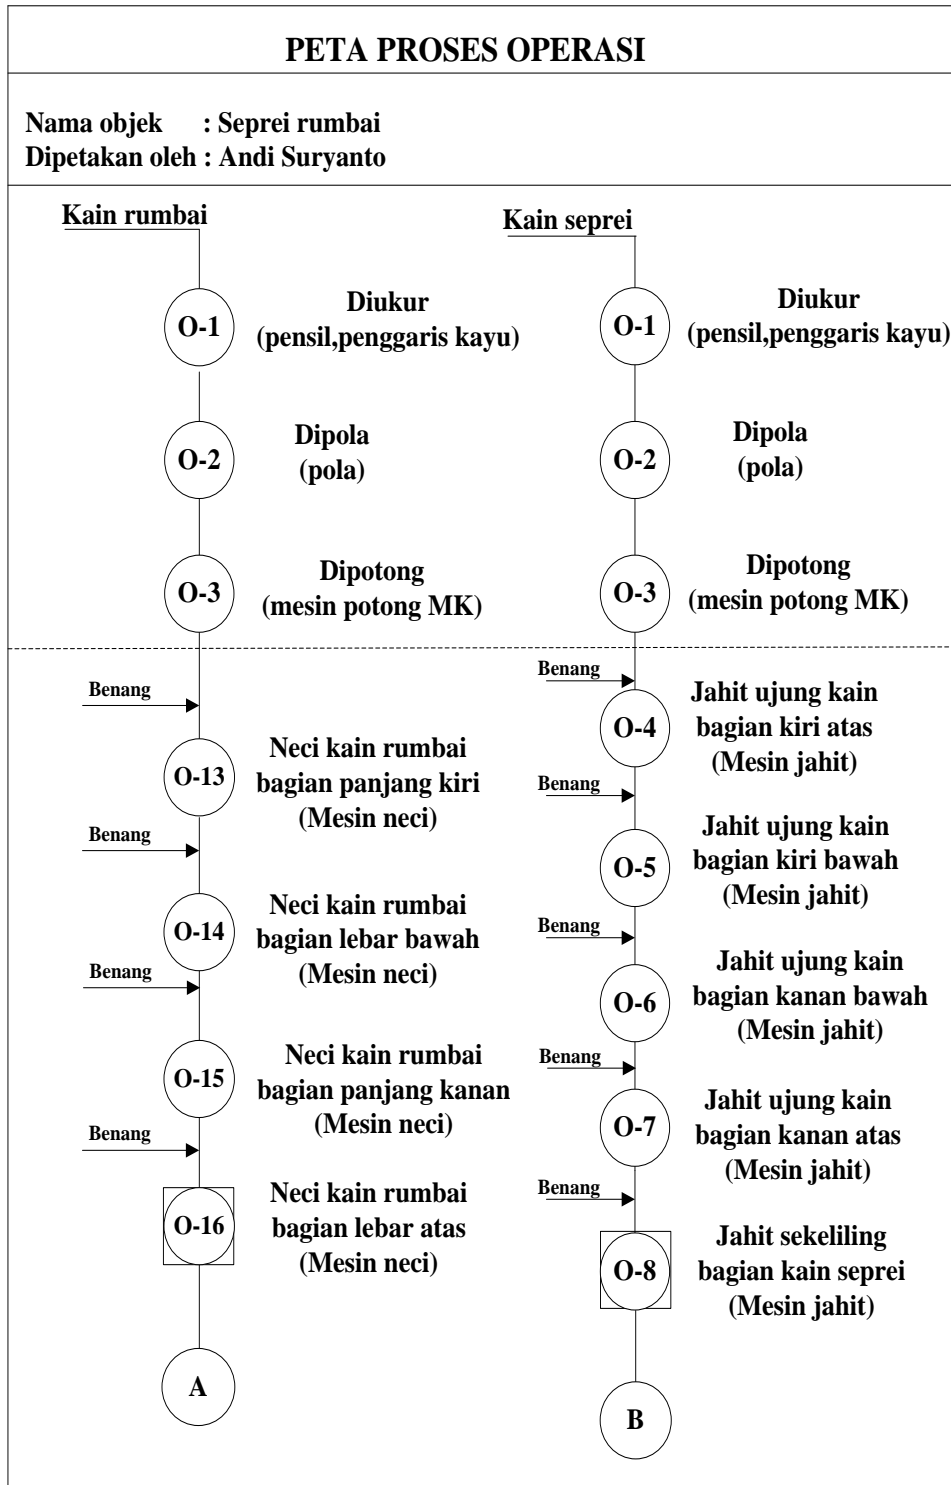 PETA PROSES OPERASI
Nama objek : Seprei rumbai
Dipetakan oleh : Andi Suryanto
Kain rumbai
O-1
Diukur
(pensil,penggaris kayu)
O-2
Dipola
(pola)
O-3
Dipotong
(mesin potong MK)
Benang
O-13
Neci kain rumbai
bagian panjang kiri
(Mesin neci)
Benang
O-14
Neci kain rumbai
bagian lebar bawah
(Mesin neci)
Benang
O-15
Neci kain rumbai
bagian panjang kanan
(Mesin neci)
Benang
O-16
Neci kain rumbai
bagian lebar atas
(Mesin neci)
A
Kain seprei
O-1
Diukur
(pensil,penggaris kayu)
O-2
Dipola
(pola)
O-3
Dipotong
(mesin potong MK)
Benang
O-4
Jahit ujung kain
bagian kiri atas
(Mesin jahit)
Benang
O-5
Jahit ujung kain
bagian kiri bawah
(Mesin jahit)
Benang
O-6
Jahit ujung kain
bagian kanan bawah
(Mesin jahit)
Benang
O-7
Jahit ujung kain
bagian kanan atas
(Mesin jahit)
Benang
O-8
Jahit sekeliling
bagian kain seprei
(Mesin jahit)
B